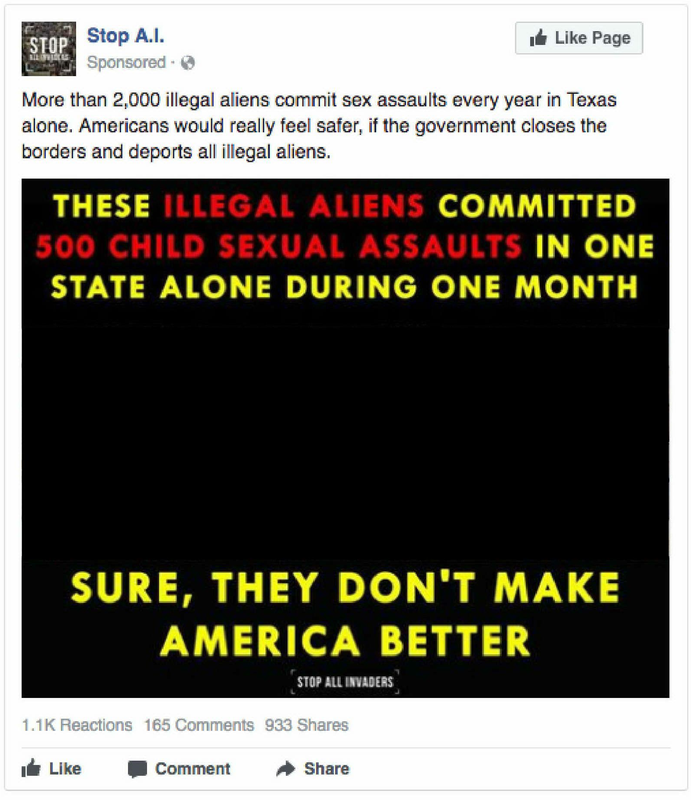 STOP
ALL INVADERS
Stop A.I.
Sponsored ·
Like Page
More than 2,000 illegal aliens commit sex assaults every year in Texas
alone. Americans would really feel safer, if the government closes the
borders and deports all illegal aliens.
THESE ILLEGAL ALIENS COMMITTED
500 CHILD SEXUAL ASSAULTS IN ONE
STATE ALONE DURING ONE MONTH
SURE, THEY DON'T MAKE
AMERICA BETTER
STOP ALL INVADERS
1.1K Reactions 165 Comments 933 Shares
Like Comment Share